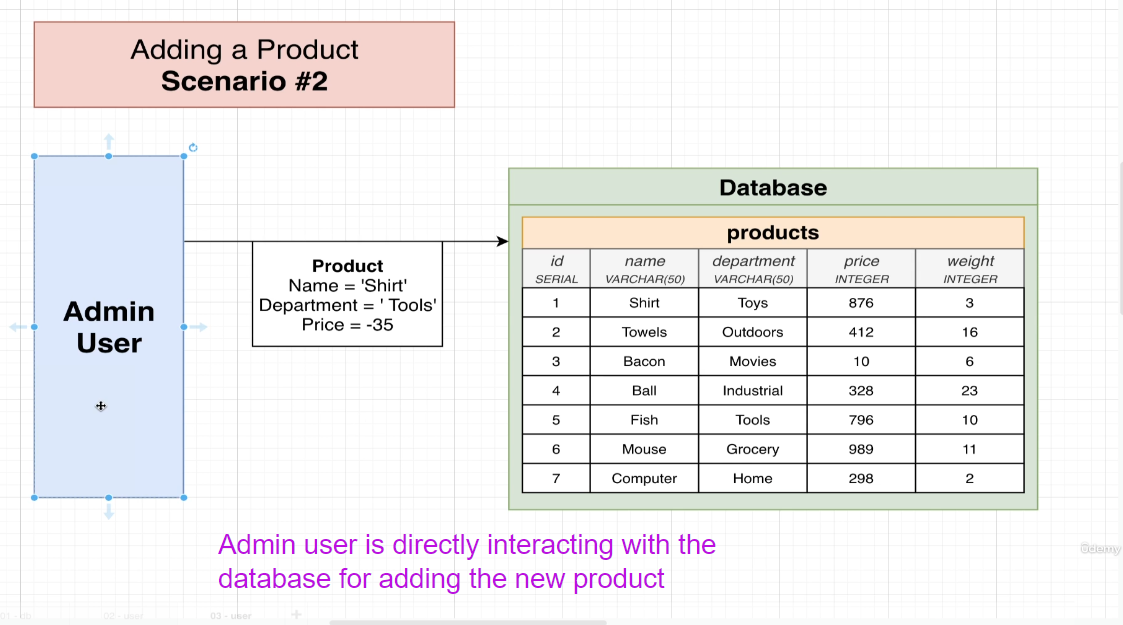 Adding a Product
Scenario #2
Admin
User
Product
Name = 'Shirt'
Department = ' Tools'
Price = -35
Database
products
id name department price weight
SERIAL VARCHAR(50) VARCHAR(50) INTEGER INTEGER
1 Shirt Toys 876 3
2 Towels Outdoors 412 16
3 Bacon Movies 10 6
4 Ball Industrial 328 23
5 Fish Tools 796 10
6 Mouse Grocery 989 11
7 Computer Home 298 2
Admin user is directly interacting with the
database for adding the new product
ûdemy
02 - user
03 - user